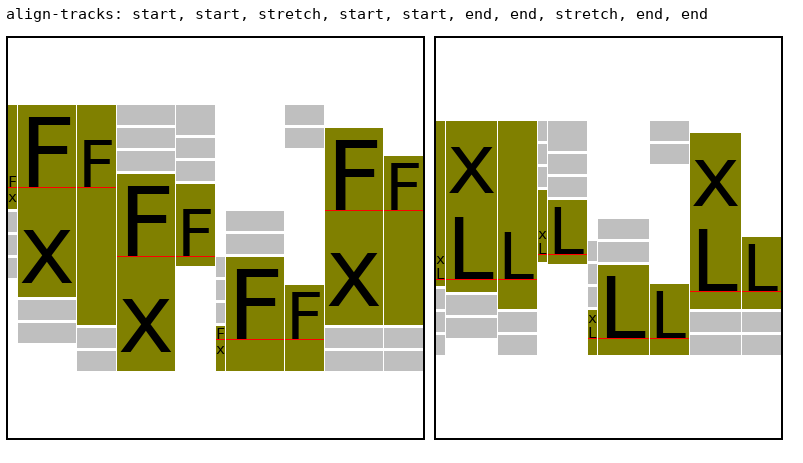 align-tracks: start, start, stretch, start, start, end, end, stretch, end, end
F
x
F
x
F
F
x
F
F
x
F
F
F
x
F
x
L
x
L
L
x
L
L
x
L
L
L
x
L
L